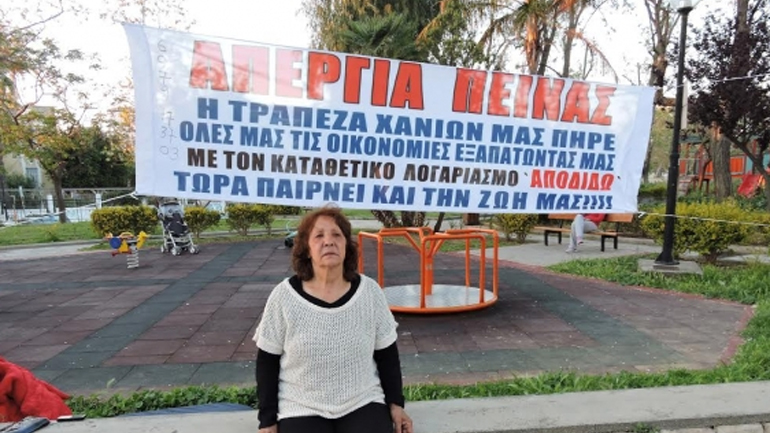 ΑΠΕΡΓΙΑ ΠΕΙΝΑΣ
Η ΤΡΑΠΕΖΑ ΧΑΝΙΩΝ ΜΑΣ ΠΗΡΕ
ΟΛΕΣ ΜΑΣ ΤΙΣ ΟΙΚΟΝΟΜΙΕΣ ΕΞΑΠΑΤΩΝΤΑΣ ΜΑΣ
ΜΕ ΤΟΝ ΚΑΤΑΘΕΤΙΚΟ ΛΟΓΑΡΙΑΣΜΟ `ΑΠΟΔΙΔΩ`
ΤΩΡΑ ΠΑΙΡΝΕΙ ΚΑΙ ΤΗΝ ΖΩΗ ΜΑΣ????